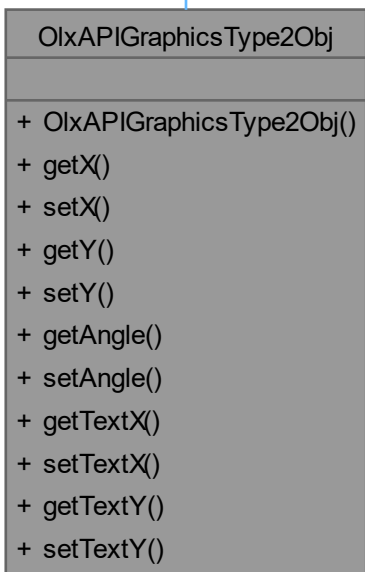 OlxAPIGraphicsType2Obj
+ OlxAPIGraphicsType2Obj()
+ getX()
+ setX()
+ getY()
+ setY()
+ getAngle()
+ setAngle()
+ getTextX()
+ setTextX()
+ getTextY()
+ setTextY()